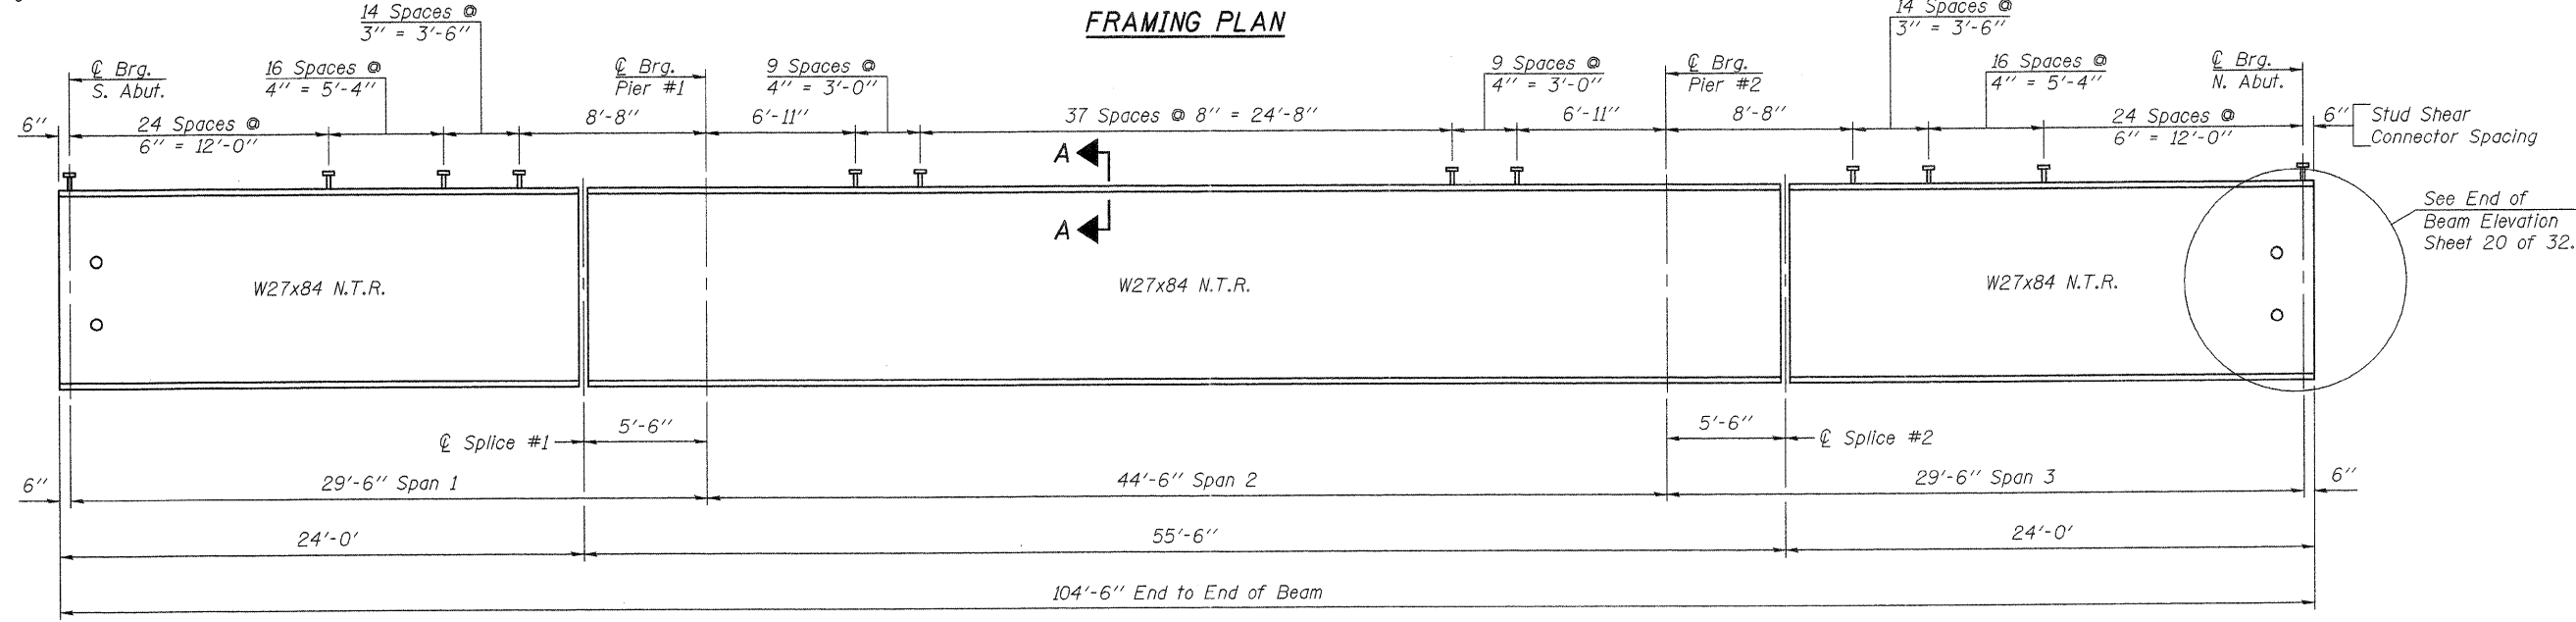 FRAMING PLAN
14 Spaces @
3" = 3'-6"
14 Spaces @
3" = 3'-6"
℄ Brg.
S. Abut.
16 Spaces @
4" = 5'-4"
℄ Brg.
Pier #1
9 Spaces @
4" = 3'-0"
9 Spaces @
4" = 3'-0"
℄ Brg.
Pier #2
16 Spaces @
4" = 5'-4"
℄ Brg.
N. Abut.
6"
24 Spaces @
6" = 12'-0"
8'-8"
6'-11"
37 Spaces @ 8" = 24'-8"
6'-11"
8'-8"
24 Spaces @
6" = 12'-0"
6"
Stud Shear
Connector Spacing
A
A
See End of
Beam Elevation
Sheet 20 of 32.
W27x84 N.T.R.
W27x84 N.T.R.
W27x84 N.T.R.
℄ Splice #1
5'-6"
5'-6"
℄ Splice #2
6"
29'-6" Span 1
44'-6" Span 2
29'-6" Span 3
6"
24'-0'
55'-6"
24'-0'
104'-6" End to End of Beam